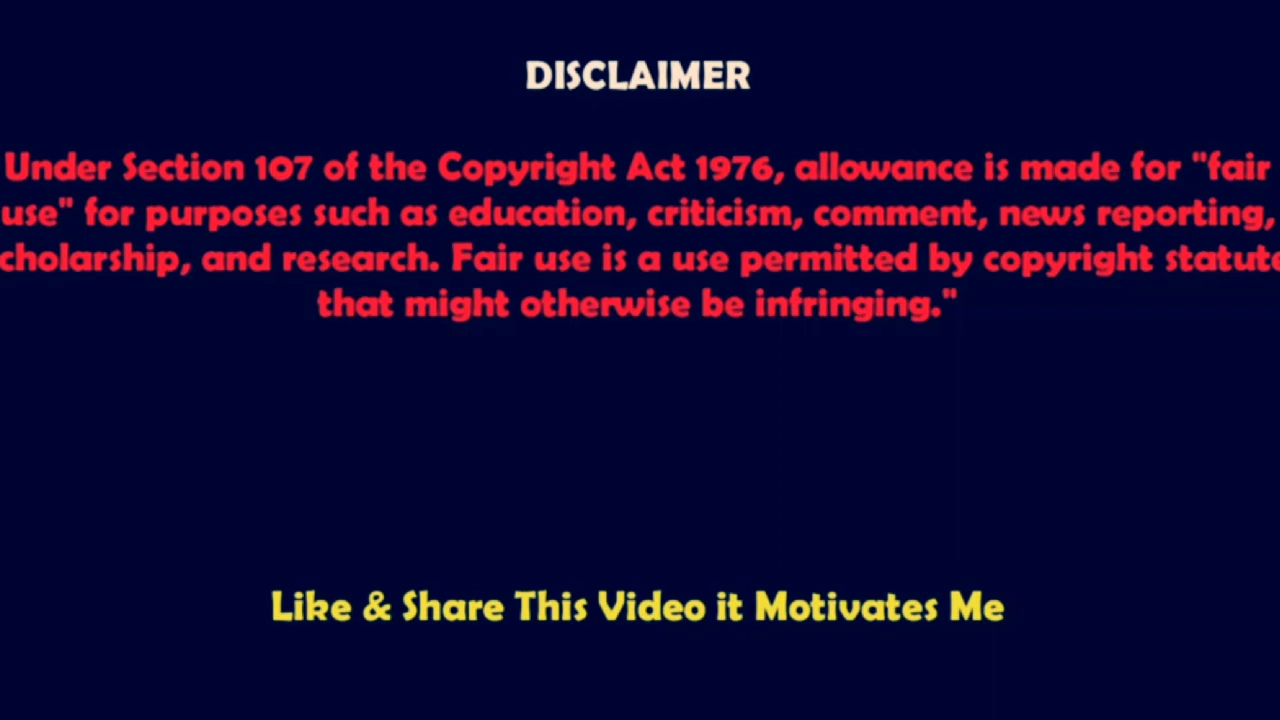 DISCLAIMER
Under Section 107 of the Copyright Act 1976, allowance is made for "fair
use" for purposes such as education, criticism, comment, news reporting,
cholarship, and research. Fair use is a use permitted by copyright statute
that might otherwise be infringing."
Like & Share This Video it Motivates Me